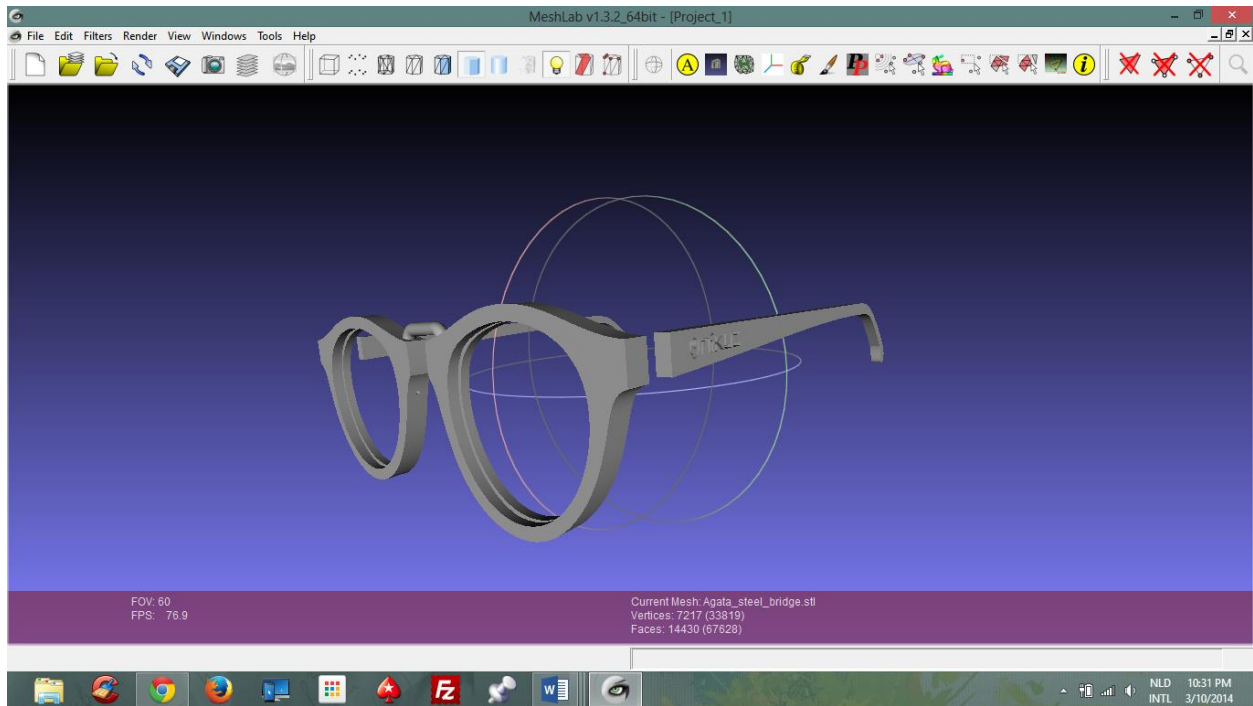 MeshLab v1.3.2_64bit - [Project_1]
File Edit Filters Render View Windows Tools Help
FOV: 60
FPS: 76.9
Current Mesh: Agata_steel_bridge.stl
Vertices: 7217 (33819)
Faces: 14430 (67628)
NLD 10:31 PM
INTL 3/10/2014